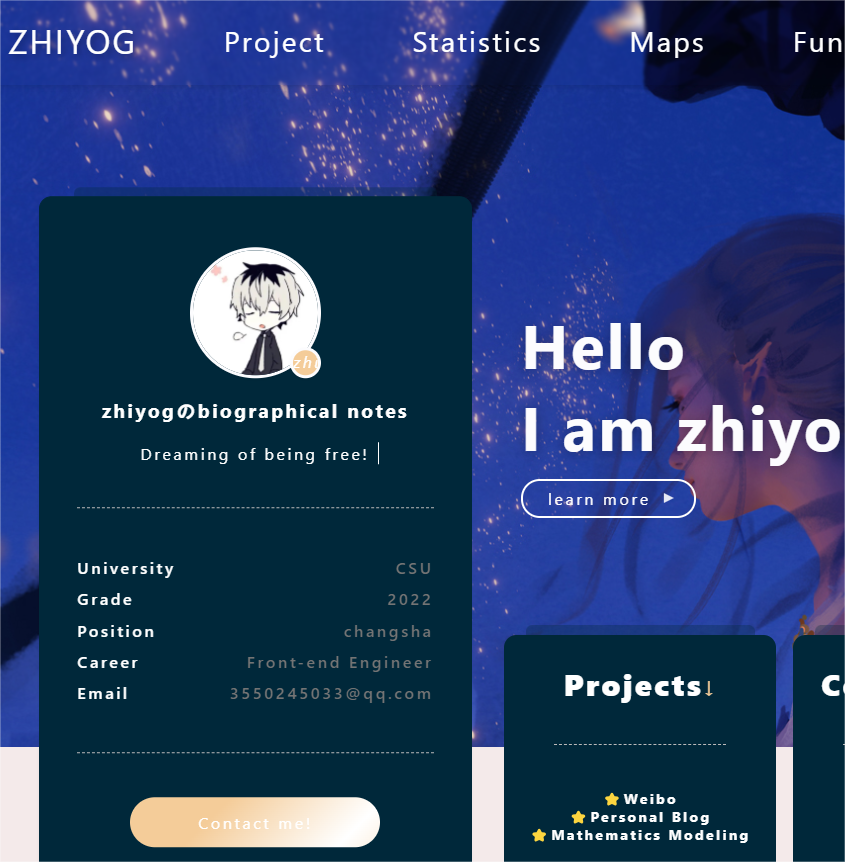 ZHIYOG Project Statistics Maps Fun
zhi
zhiyogのbiographical notes
Dreaming of being free!
University CSU
Grade 2022
Position changsha
Career Front-end Engineer
Email 3550245033@qq.com
Contact me!
Hello
I am zhiyo
learn more ►
Projects↓
⭐ Weibo
⭐ Personal Blog
⭐ Mathematics Modeling